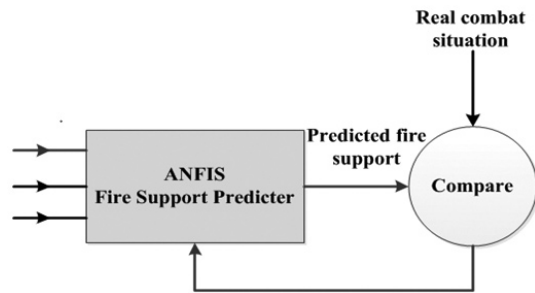 Real combat
situation
Predicted fire
support
ANFIS
Fire Support Predicter
Compare